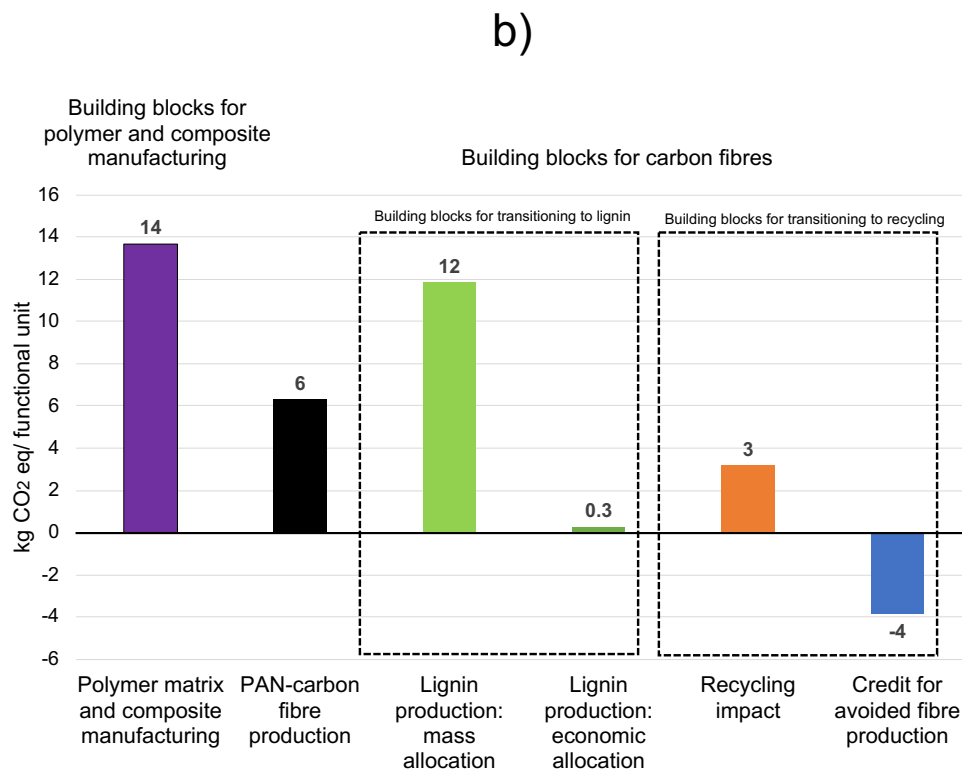 b)
Building blocks for
polymer and composite
manufacturing
Building blocks for carbon fibres
Building blocks for transitioning to lignin
Building blocks for transitioning to recycling
kg CO2 eq/ functional unit
16
14
12
10
8
6
4
2
0
-2
-4
-6
14
6
12
0.3
3
-4
Polymer matrix
and composite
manufacturing
PAN-carbon
fibre
production
Lignin
production:
mass
allocation
Lignin
production:
economic
allocation
Recycling
impact
Credit for
avoided fibre
production